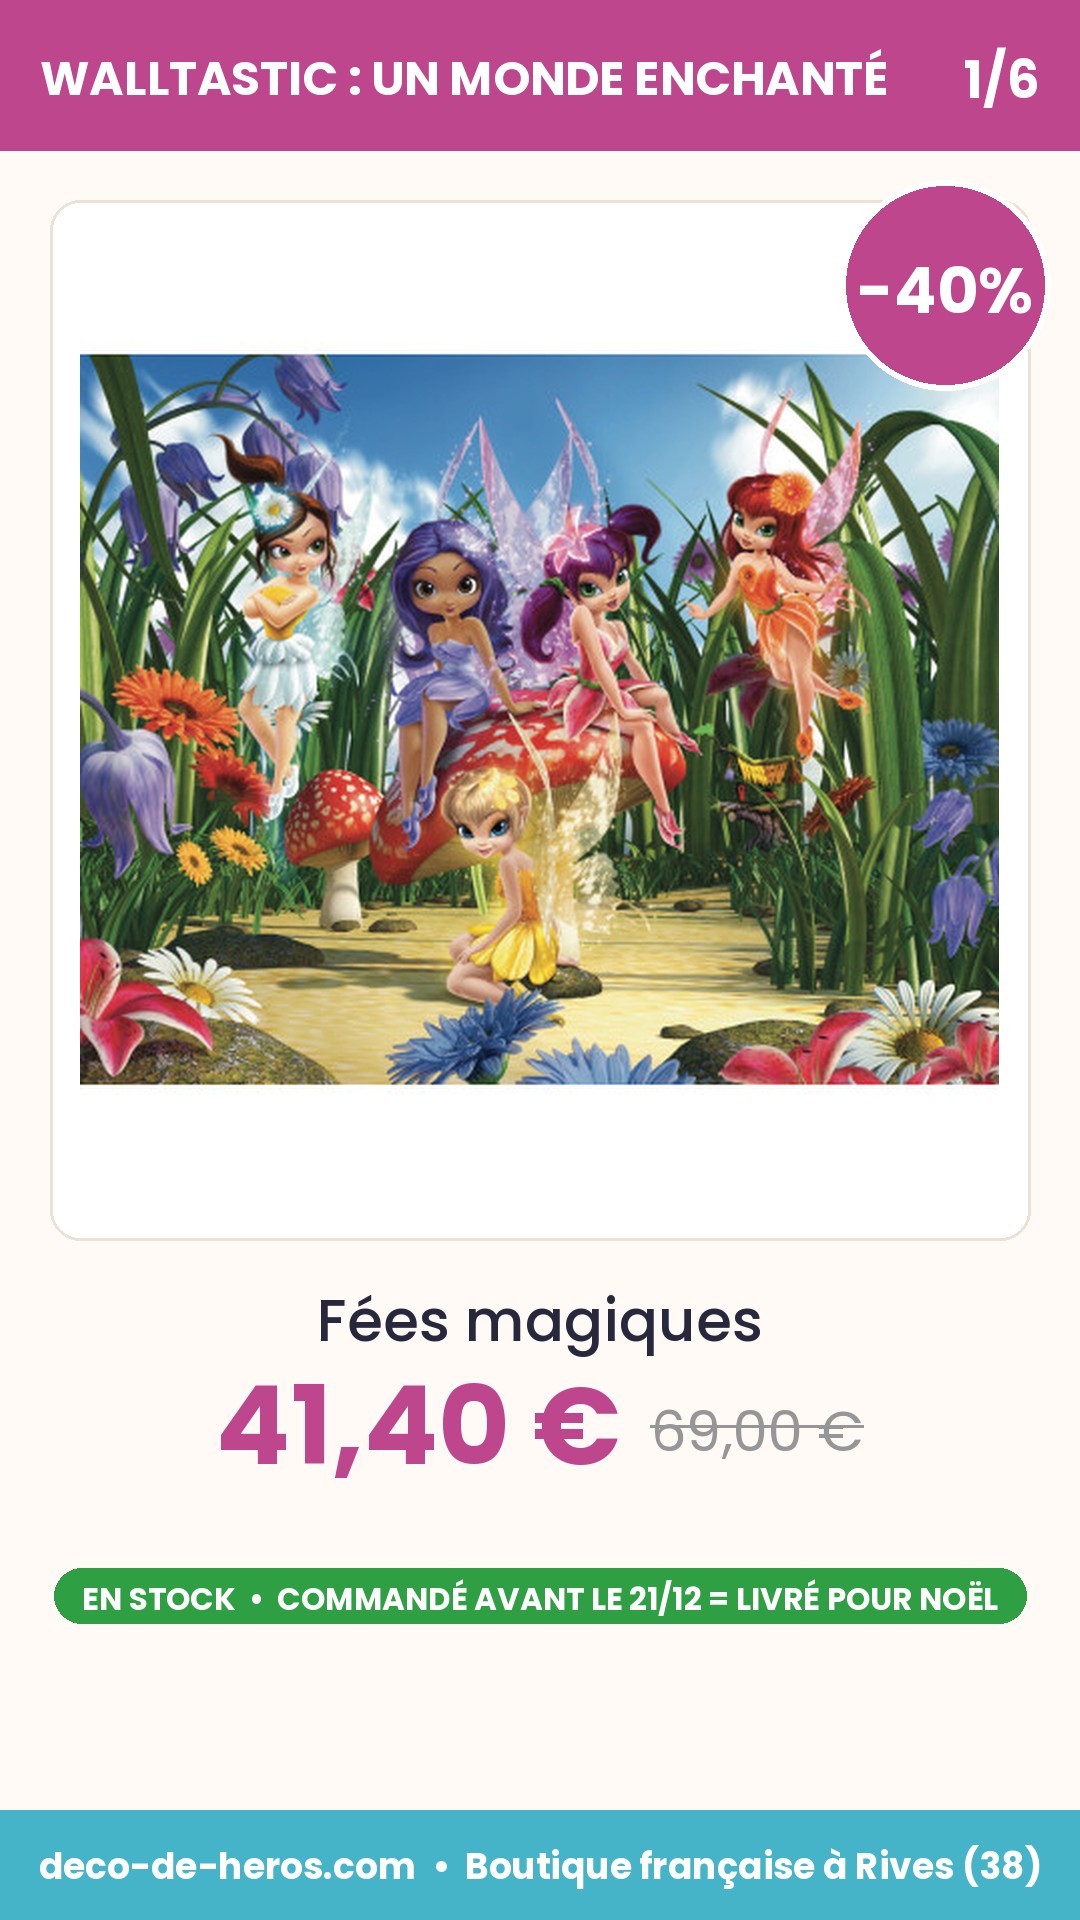 WALLTASTIC : UN MONDE ENCHANTÉ 1/6
-40%
Fées magiques
41,40 € 69,00 €
EN STOCK • COMMANDÉ AVANT LE 21/12 = LIVRÉ POUR NOËL
deco-de-heros.com • Boutique française à Rives (38)